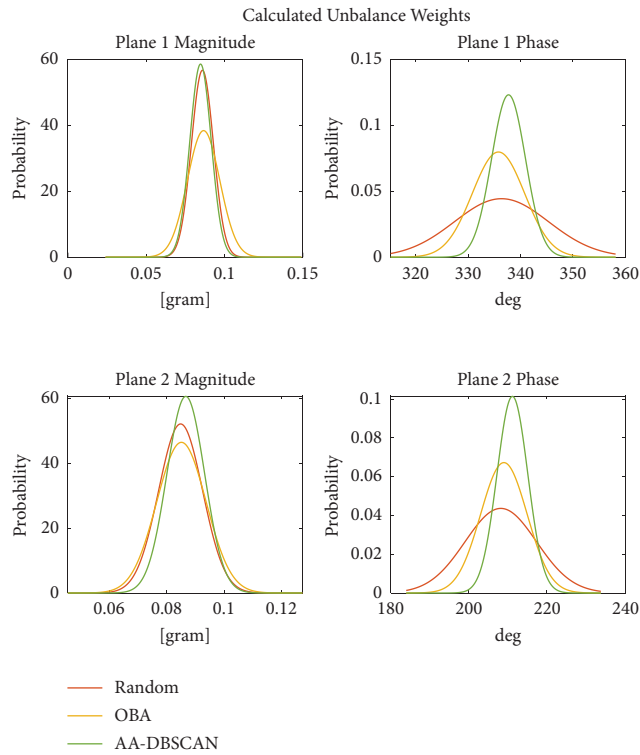 Calculated Unbalance Weights
Plane 1 Magnitude
Probability
60
40
20
0
0
0.05
0.1
0.15
[gram]
Plane 1 Phase
Probability
0.15
0.1
0.05
0
320
330
340
350
360
deg
Plane 2 Magnitude
Probability
60
40
20
0
0.06
0.08
0.1
0.12
[gram]
Plane 2 Phase
Probability
0.1
0.08
0.06
0.04
0.02
0
180
200
220
240
deg
Random
OBA
AA-DBSCAN